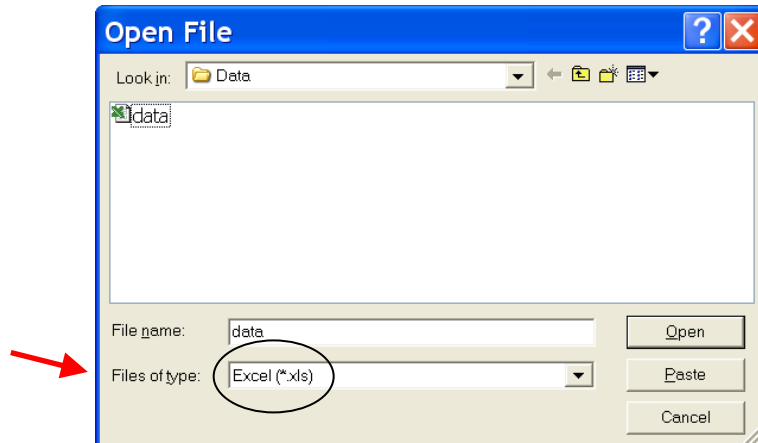 Open File
Look in: Data
data
File name: data Open
Files of type: Excel (*.xls) Paste
Cancel